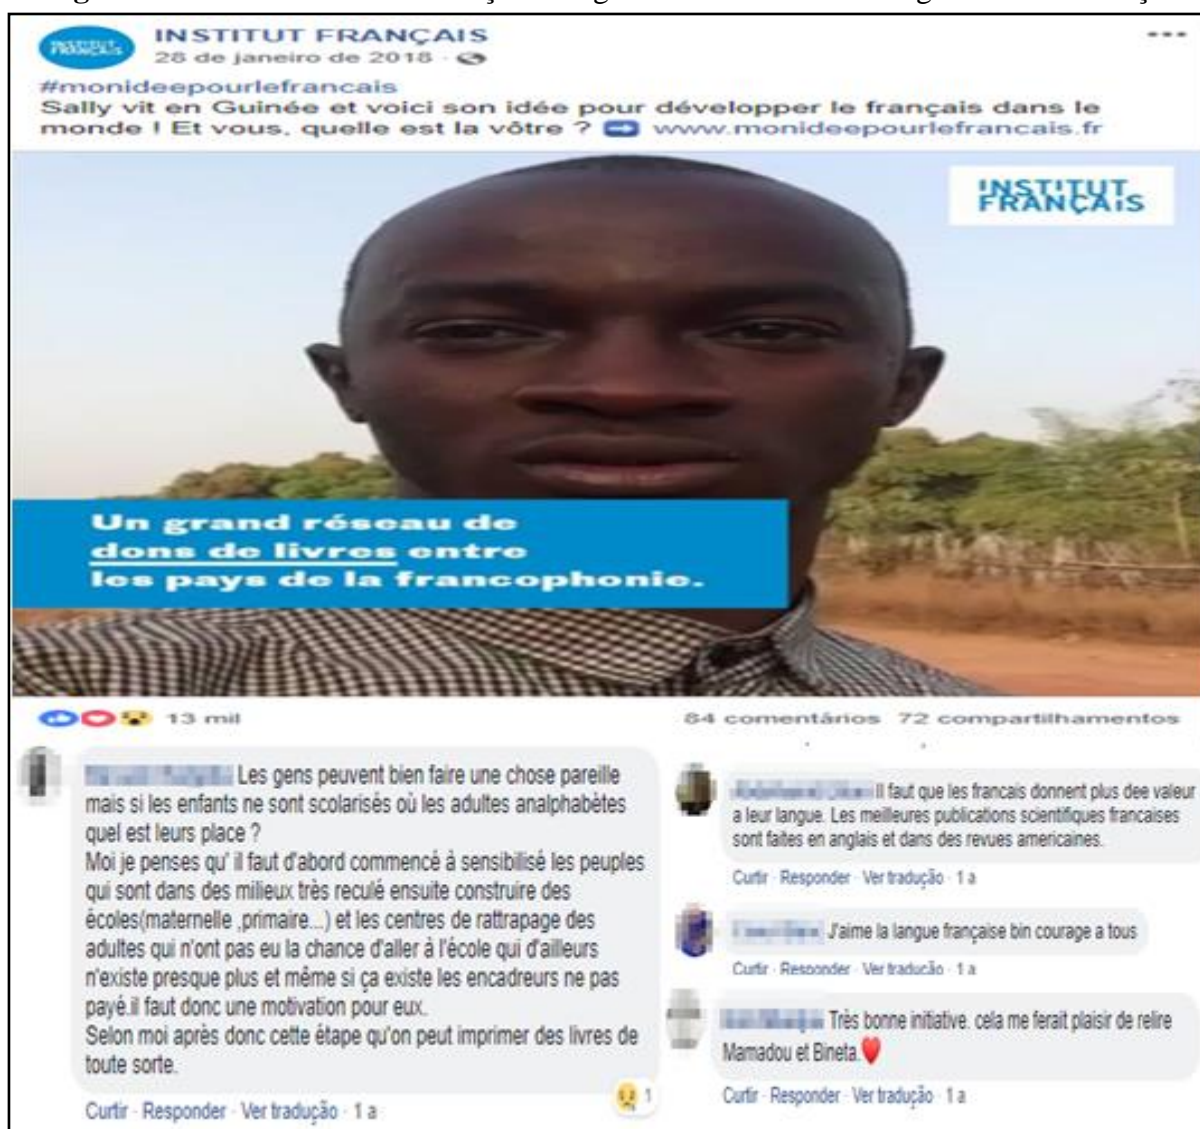 INSTITUT FRANÇAIS
INSTITUT FRANÇAIS
28 de janeiro de 2018 ·
#monideepourlefrancais
Sally vit en Guinée et voici son idée pour développer le français dans le
monde ! Et vous, quelle est la vôtre ? www.monideepourlefrancais.fr
INSTITUT
FRANÇAIS
Un grand réseau de
dons de livres entre
les pays de la francophonie.
13 mil
84 comentários 72 compartilhamentos
Les gens peuvent bien faire une chose pareille
mais si les enfants ne sont scolarisés où les adultes analphabètes
quel est leurs place ?
Moi je penses qu' il faut d'abord commencé à sensibilisé les peuples
qui sont dans des milieux très reculé ensuite construire des
écoles(maternelle ,primaire...) et les centres de rattrapage des
adultes qui n'ont pas eu la chance d'aller à l'école qui d'ailleurs
n'existe presque plus et même si ça existe les encadreurs ne pas
payé.il faut donc une motivation pour eux.
Selon moi après donc cette étape qu'on peut imprimer des livres de
toute sorte.
1
Curtir · Responder · Ver tradução · 1 a
Il faut que les francais donnent plus dee valeur
a leur langue. Les meilleures publications scientifiques francaises
sont faites en anglais et dans des revues americaines.
Curtir · Responder · Ver tradução · 1 a
J'aime la langue française bin courage a tous
Curtir · Responder · Ver tradução · 1 a
Très bonne initiative. cela me ferait plaisir de relire
Mamadou et Bineta.
Curtir · Responder · Ver tradução · 1 a